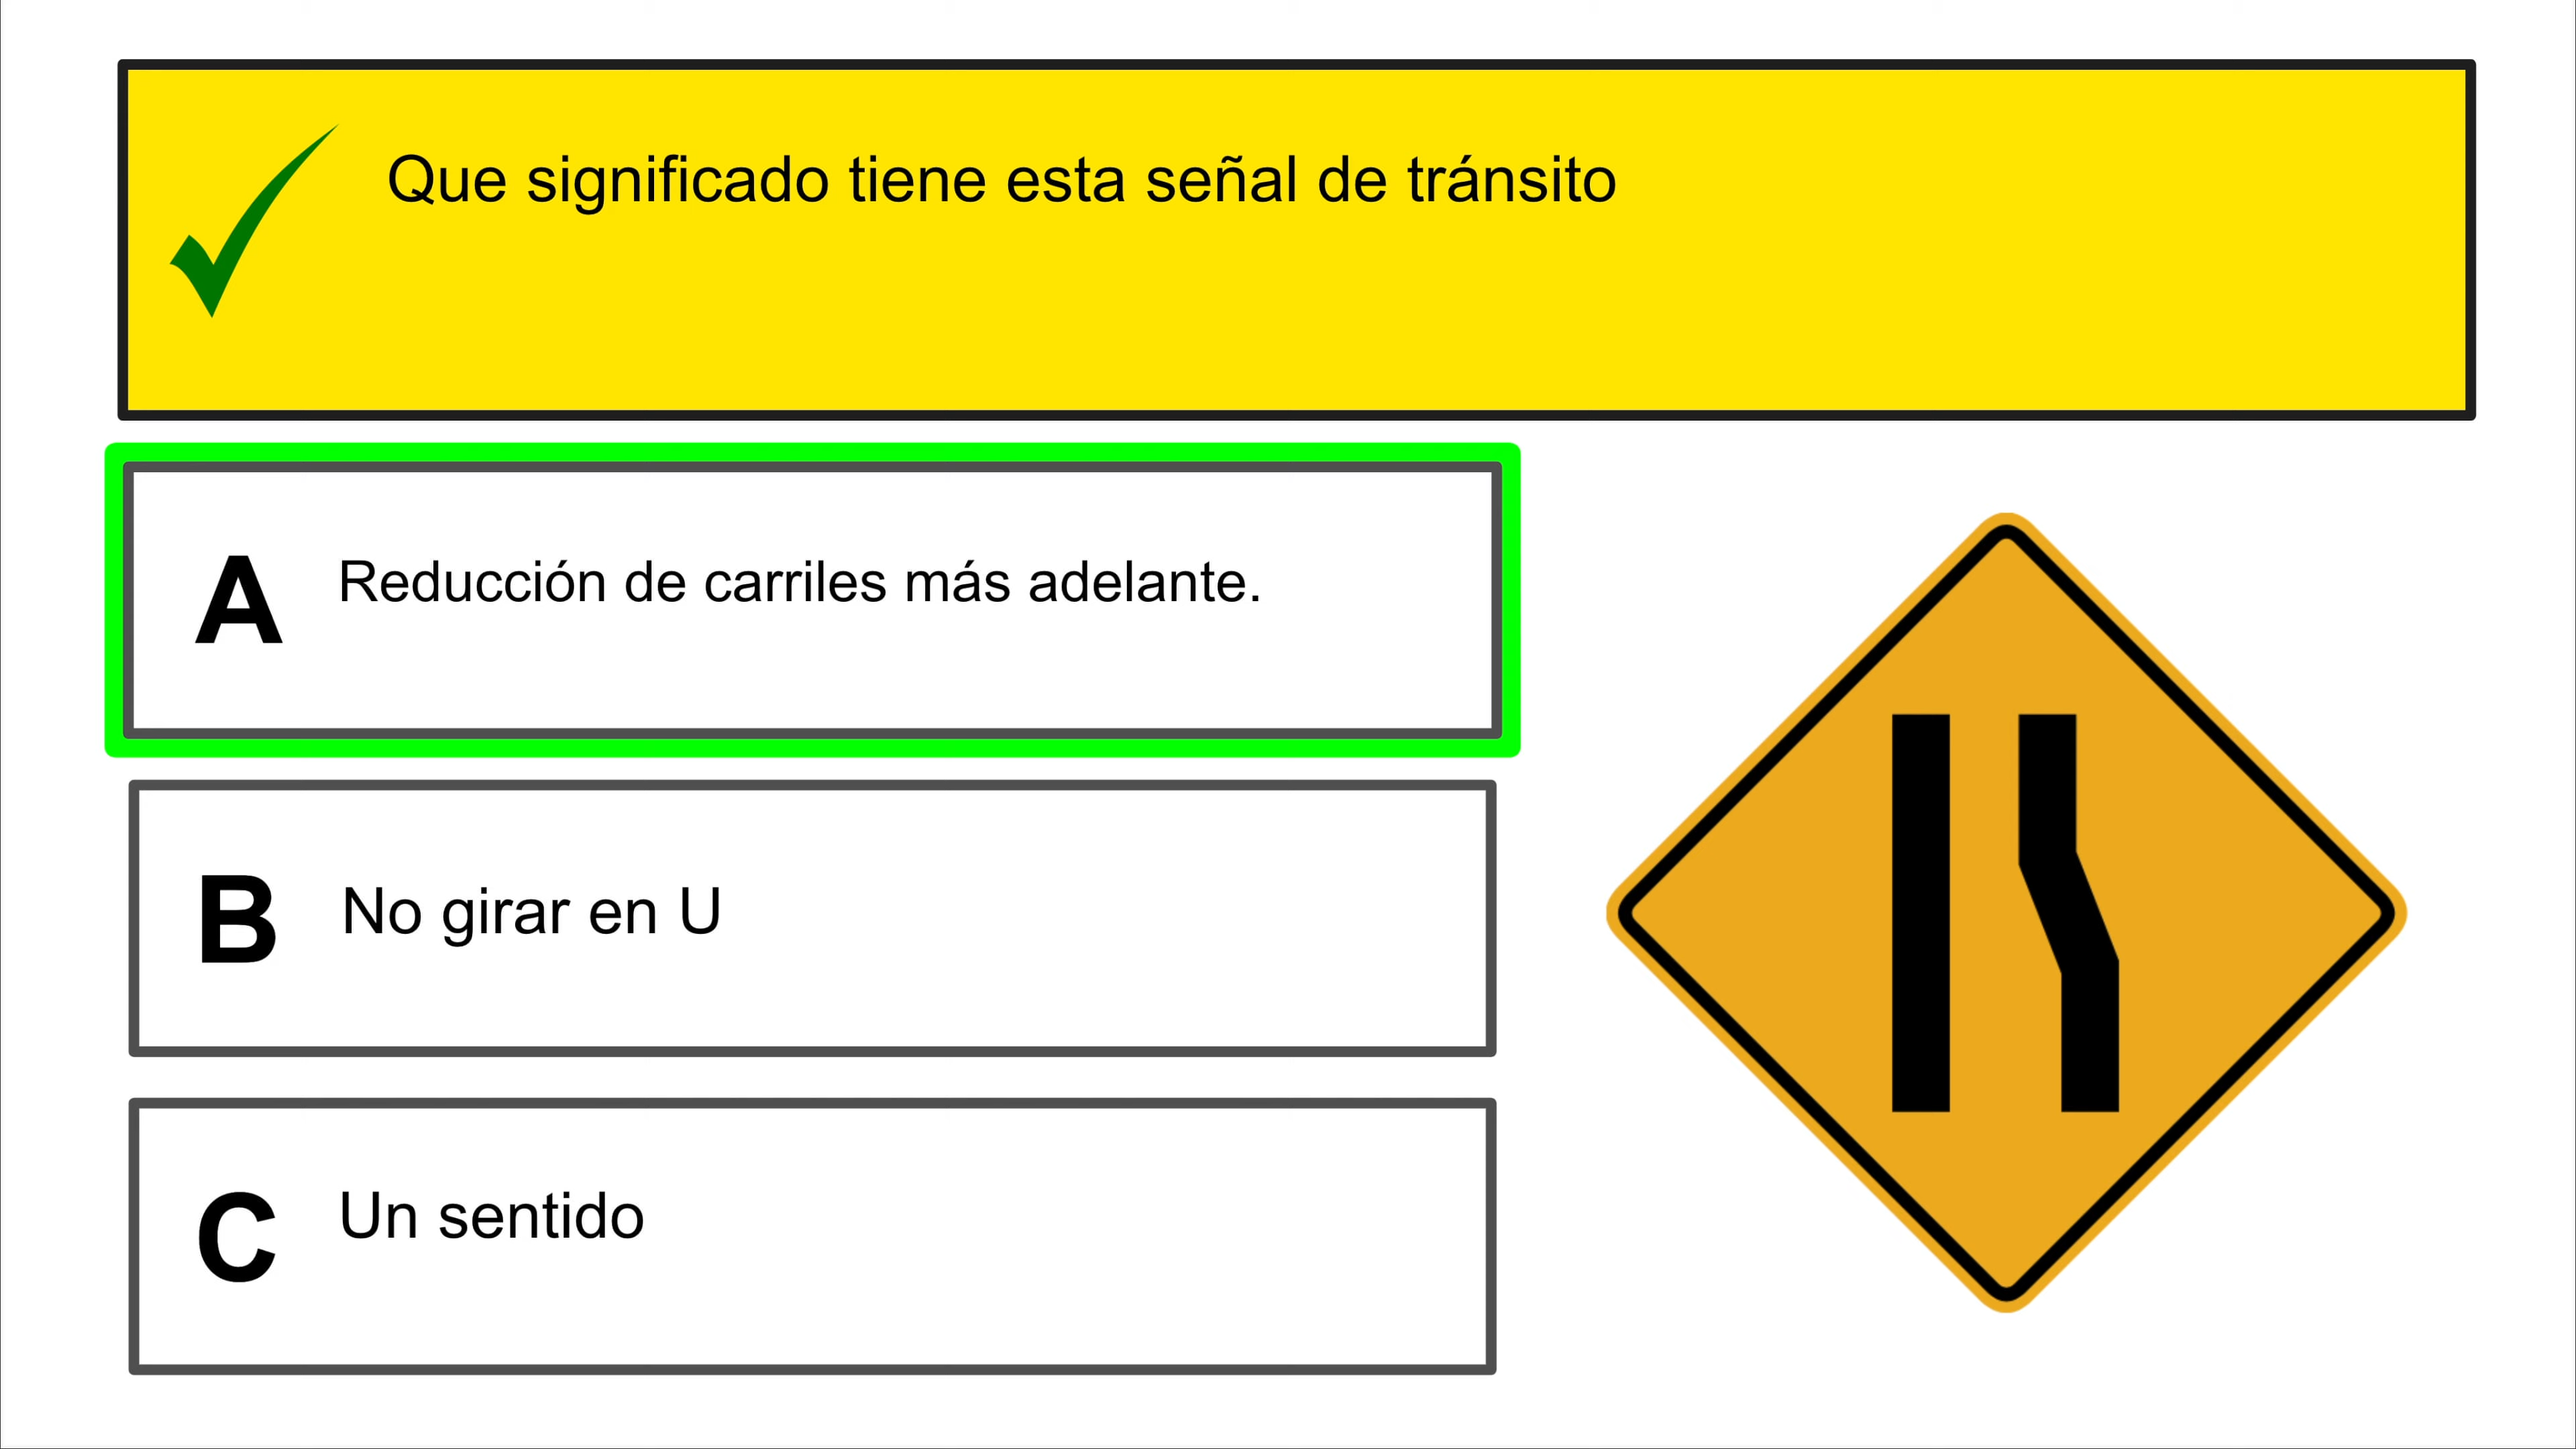 Que significado tiene esta señal de tránsito
A Reducción de carriles más adelante.
B No girar en U
C Un sentido